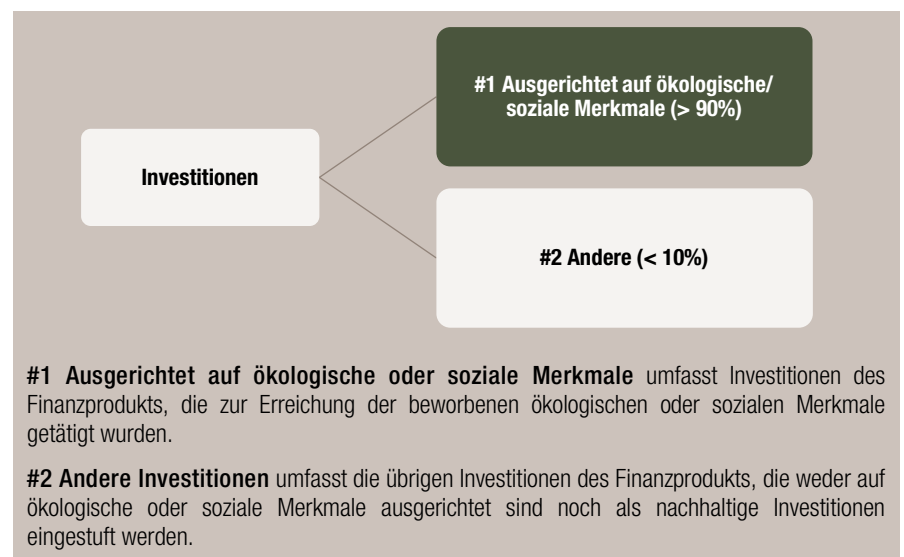 #1 Ausgerichtet auf ökologische/
soziale Merkmale (> 90%)
Investitionen
#2 Andere (< 10%)
#1 Ausgerichtet auf ökologische oder soziale Merkmale umfasst Investitionen des
Finanzprodukts, die zur Erreichung der beworbenen ökologischen oder sozialen Merkmale
getätigt wurden.
#2 Andere Investitionen umfasst die übrigen Investitionen des Finanzprodukts, die weder auf
ökologische oder soziale Merkmale ausgerichtet sind noch als nachhaltige Investitionen
eingestuft werden.